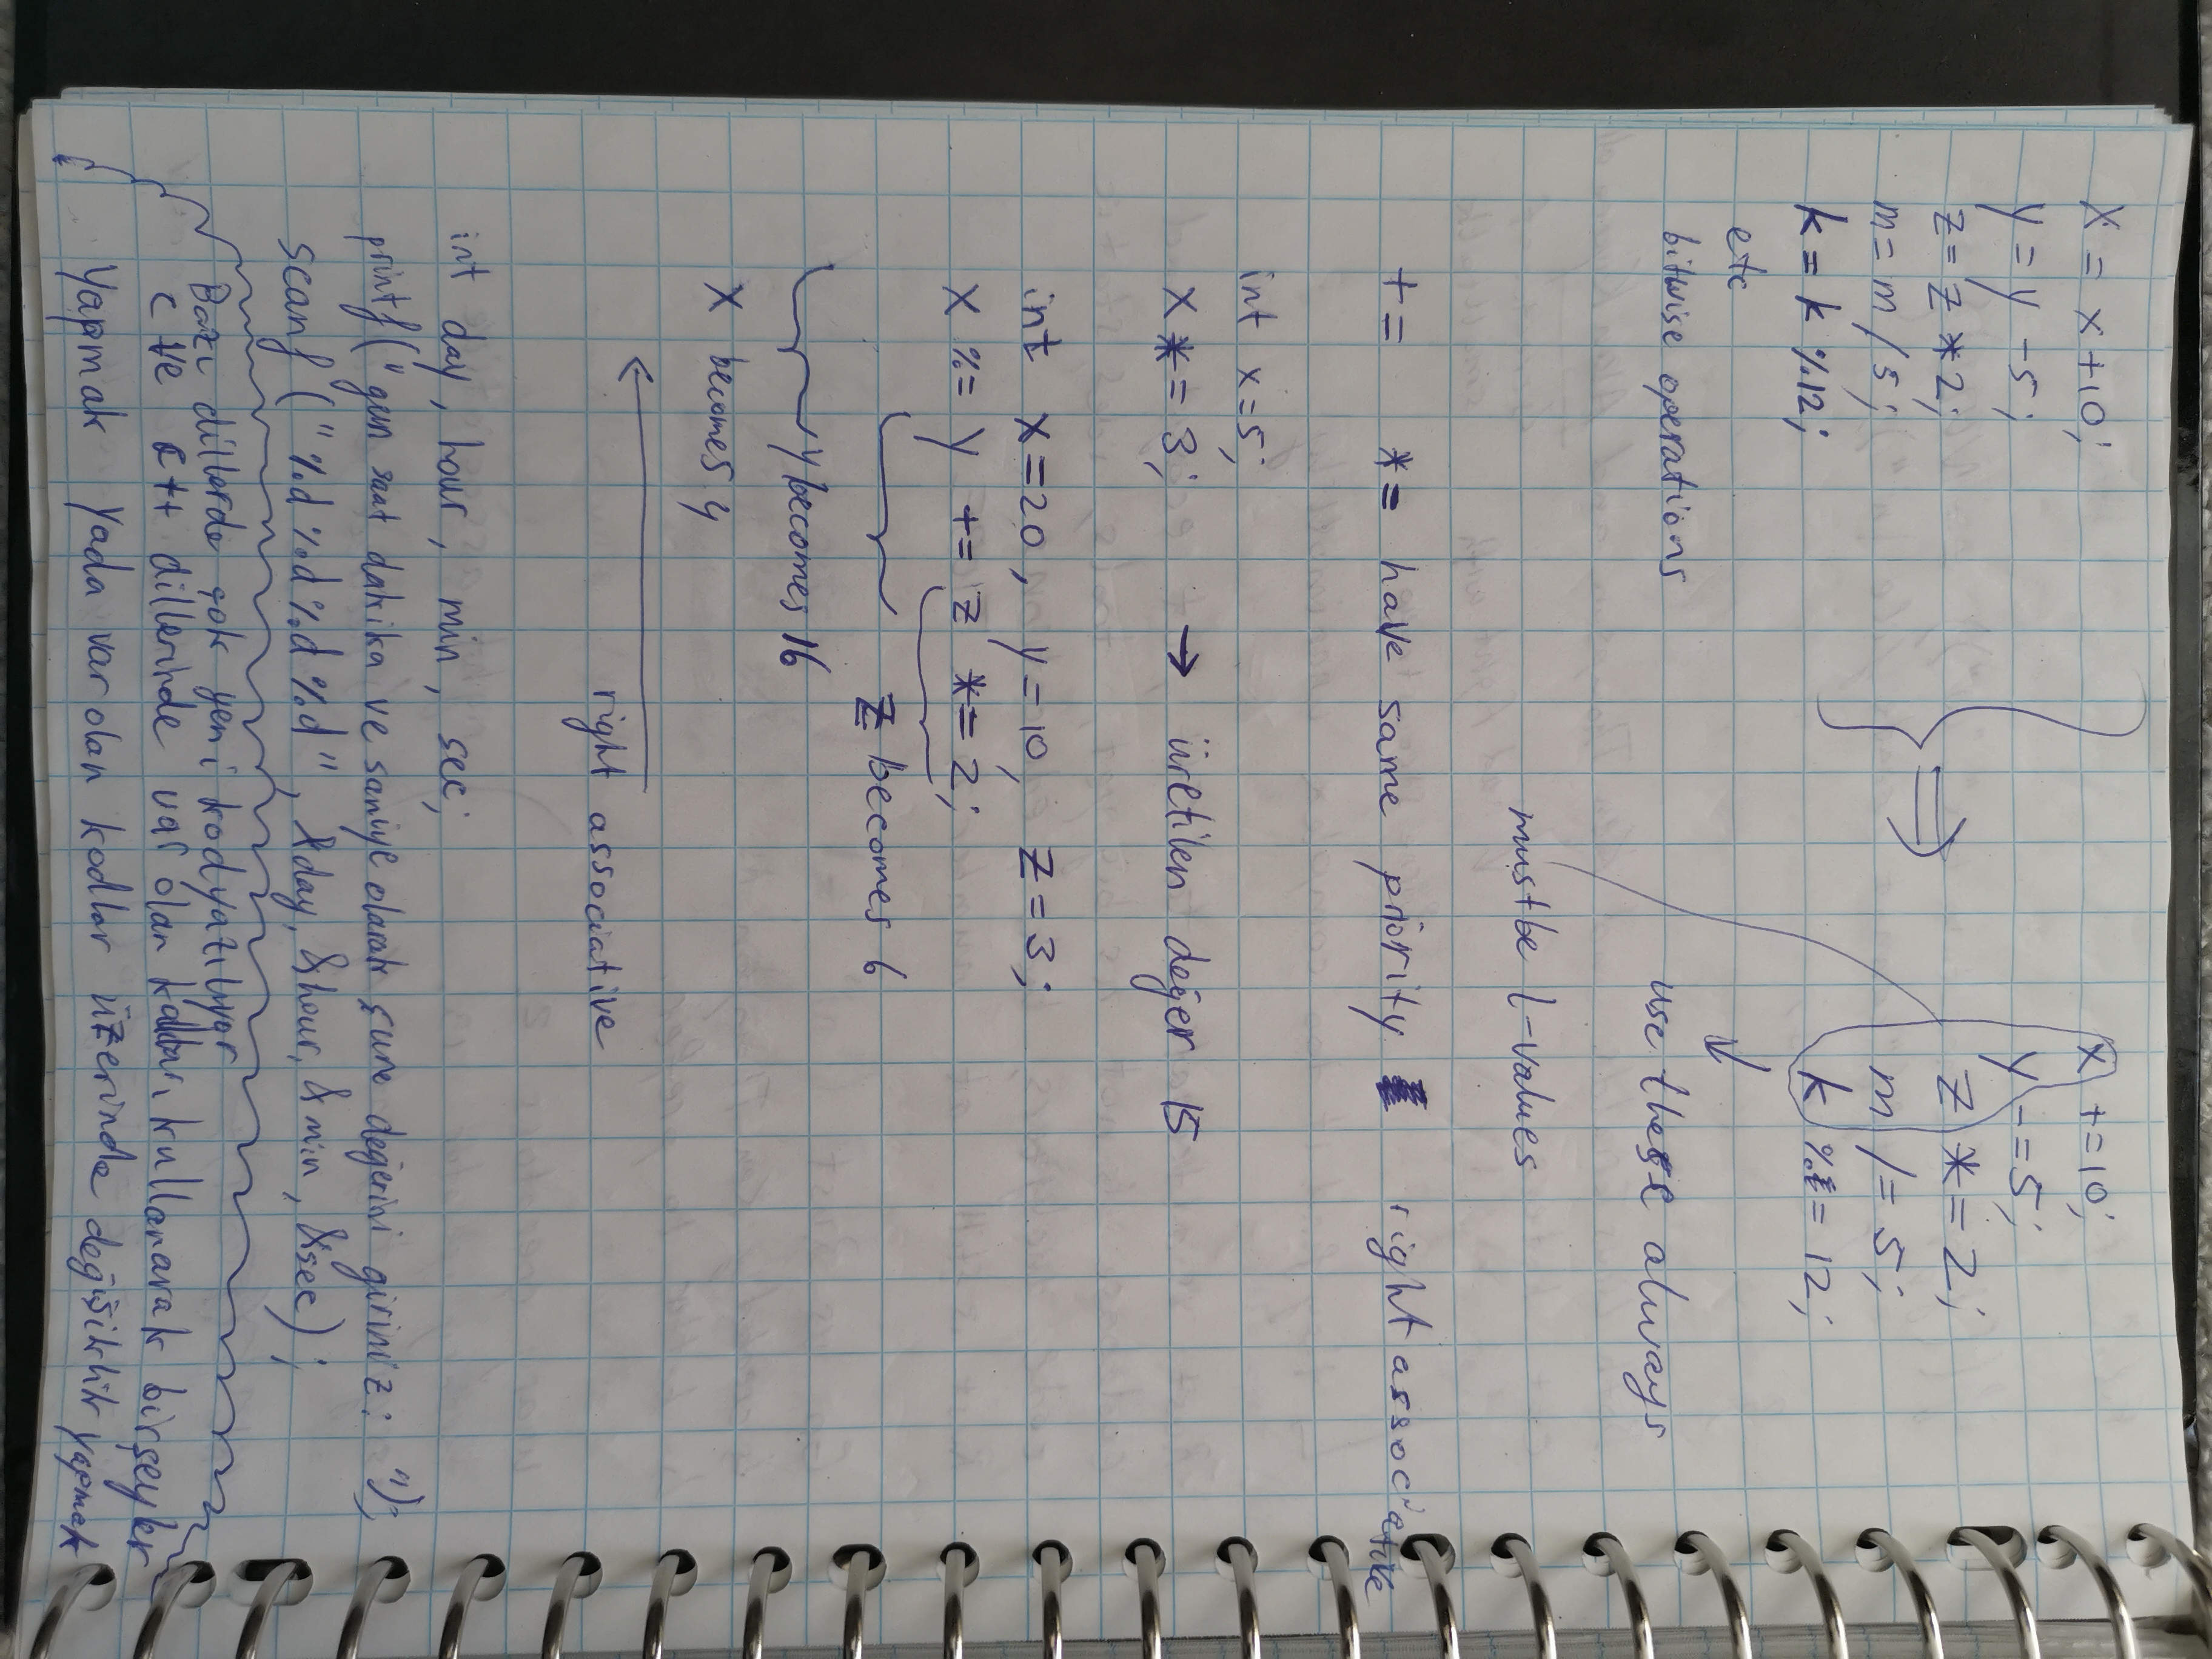 x = x +10;
y = y -5;
z = z * 2;
m = m / 5;
k = k %12;
etc
bitwise operations
x += 10;
y -= 5;
z *= 2;
m /= 5;
k %= 12;
use these always
must be l-values
+= *= have same priority right associative
int x=5;
x *= 3; → üretilen değer 15
int x=20, y=10, z=3;
x %= y += z *= 2;
z becomes 6
y becomes 16
x becomes 4
right associative
int day, hour, min, sec;
printf("gun saat dakika ve saniye olarak şure değerini giriniz: ");
scanf ("%d %d %d %d", &day, &hour, &min, &sec);
Bazı dillerde çok yeni kod yazılıyor
C ve C++ dillerinde var olan kodları kullanarak birşeyler
yapmak yada var olan kodlar üzerinde değişiklik yapmak